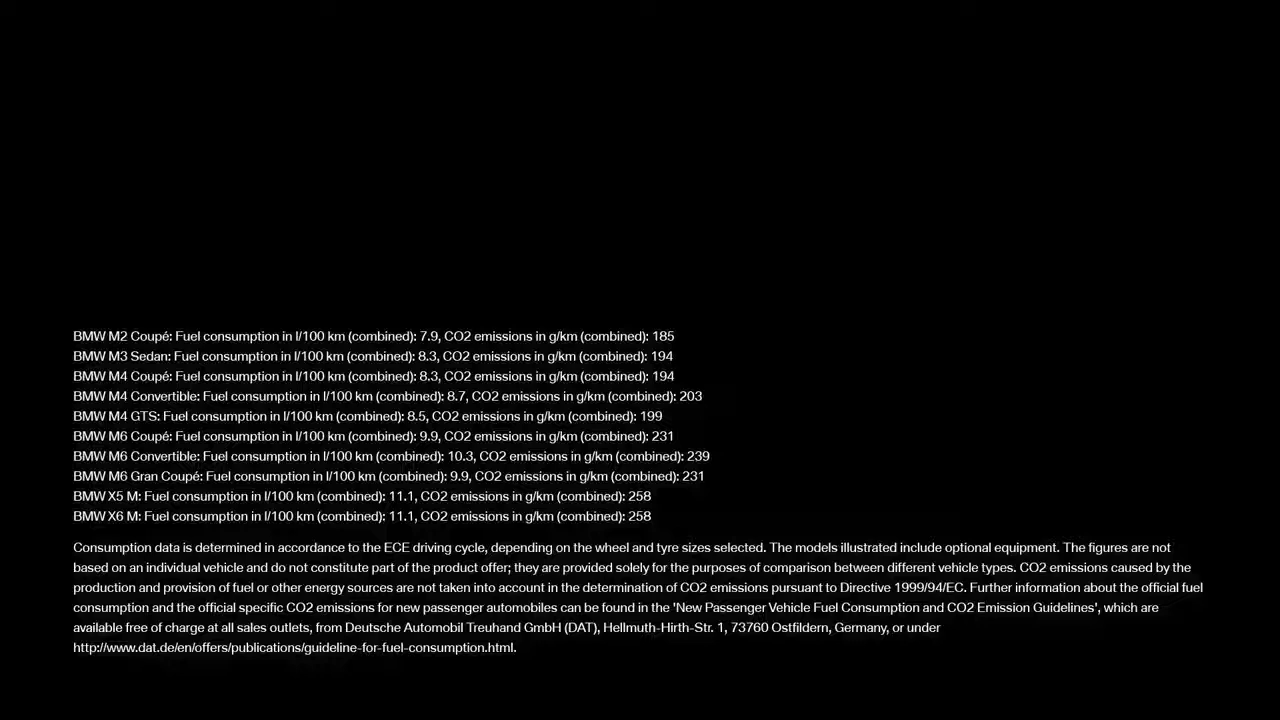 BMW M2 Coupé: Fuel consumption in l/100 km (combined): 7.9, CO2 emissions in g/km (combined): 185
BMW M3 Sedan: Fuel consumption in l/100 km (combined): 8.3, CO2 emissions in g/km (combined): 194
BMW M4 Coupé: Fuel consumption in l/100 km (combined): 8.3, CO2 emissions in g/km (combined): 194
BMW M4 Convertible: Fuel consumption in l/100 km (combined): 8.7, CO2 emissions in g/km (combined): 203
BMW M4 GTS: Fuel consumption in l/100 km (combined): 8.5, CO2 emissions in g/km (combined): 199
BMW M6 Coupé: Fuel consumption in l/100 km (combined): 9.9, CO2 emissions in g/km (combined): 231
BMW M6 Convertible: Fuel consumption in l/100 km (combined): 10.3, CO2 emissions in g/km (combined): 239
BMW M6 Gran Coupé: Fuel consumption in l/100 km (combined): 9.9, CO2 emissions in g/km (combined): 231
BMW X5 M: Fuel consumption in l/100 km (combined): 11.1, CO2 emissions in g/km (combined): 258
BMW X6 M: Fuel consumption in l/100 km (combined): 11.1, CO2 emissions in g/km (combined): 258
Consumption data is determined in accordance to the ECE driving cycle, depending on the wheel and tyre sizes selected. The models illustrated include optional equipment. The figures are not
based on an individual vehicle and do not constitute part of the product offer; they are provided solely for the purposes of comparison between different vehicle types. CO2 emissions caused by the
production and provision of fuel or other energy sources are not taken into account in the determination of CO2 emissions pursuant to Directive 1999/94/EC. Further information about the official fuel
consumption and the official specific CO2 emissions for new passenger automobiles can be found in the 'New Passenger Vehicle Fuel Consumption and CO2 Emission Guidelines', which are
available free of charge at all sales outlets, from Deutsche Automobil Treuhand GmbH (DAT), Hellmuth-Hirth-Str. 1, 73760 Ostfildern, Germany, or under
http://www.dat.de/en/offers/publications/guideline-for-fuel-consumption.html.